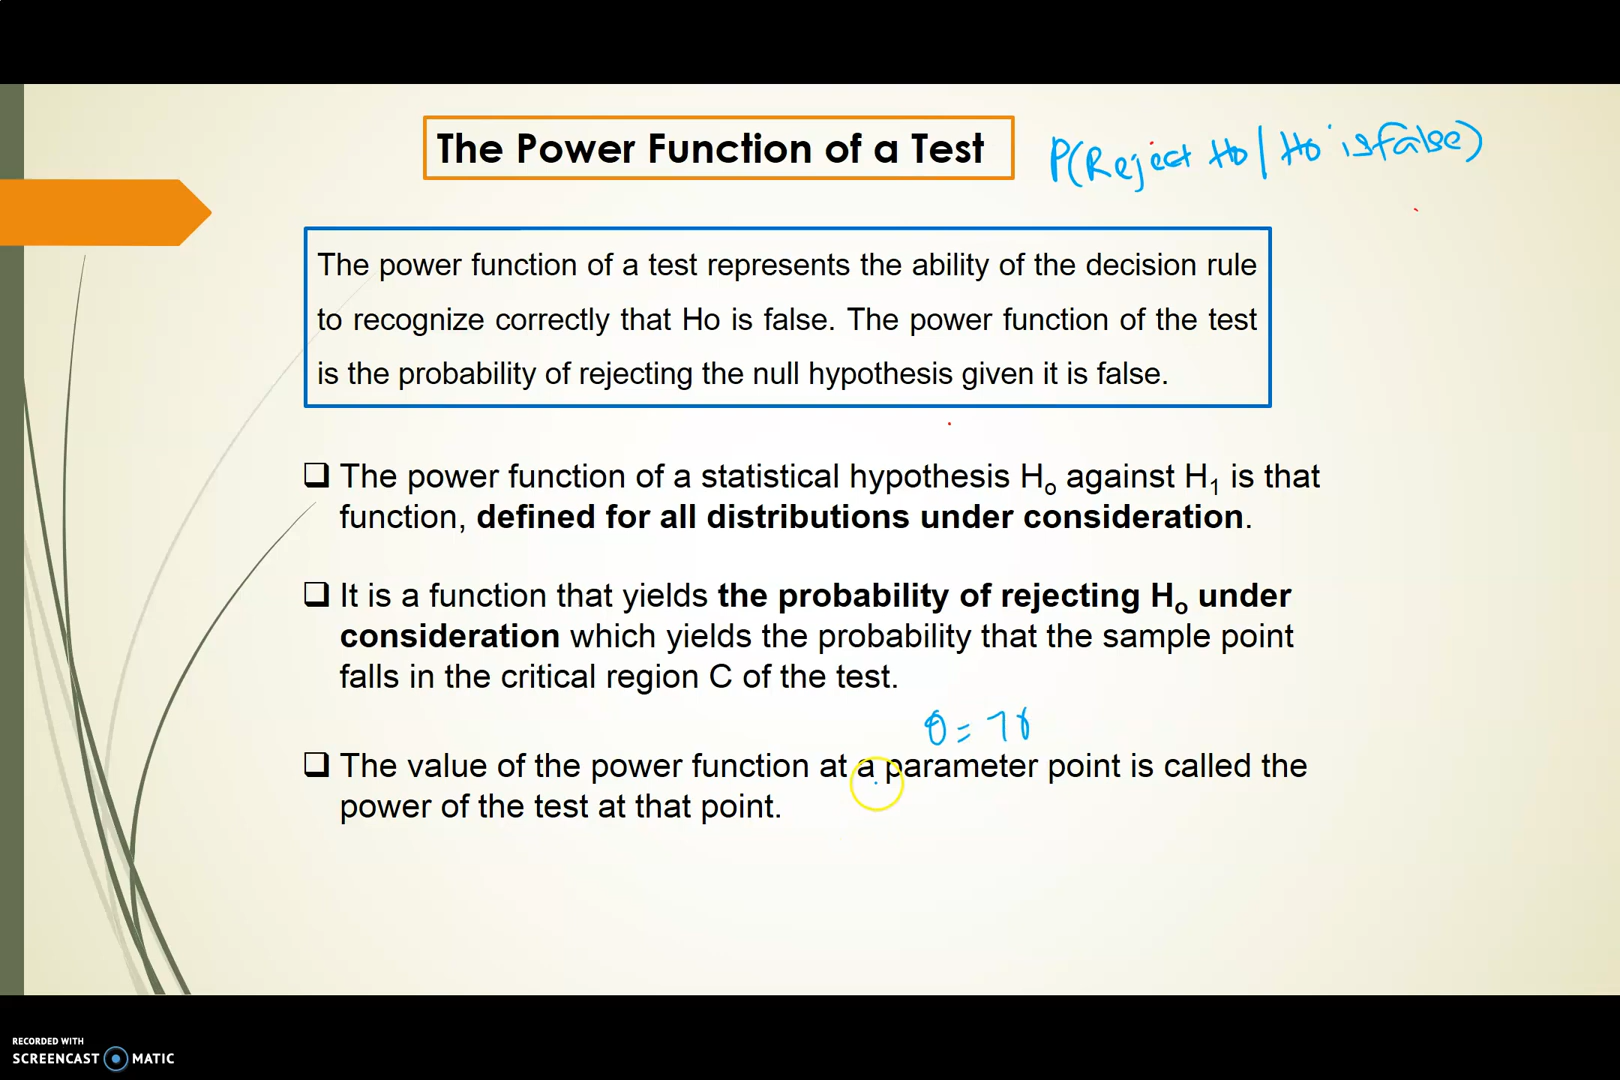 The Power Function of a Test
P(Reject Ho | Ho is false)
The power function of a test represents the ability of the decision rule
to recognize correctly that Ho is false. The power function of the test
is the probability of rejecting the null hypothesis given it is false.
❑ The power function of a statistical hypothesis Hₒ against H₁ is that
function, defined for all distributions under consideration.
❑ It is a function that yields the probability of rejecting Hₒ under
consideration which yields the probability that the sample point
falls in the critical region C of the test.
θ =
❑ The value of the power function at a parameter point is called the
power of the test at that point.
RECORDED WITH
SCREENCAST MATIC